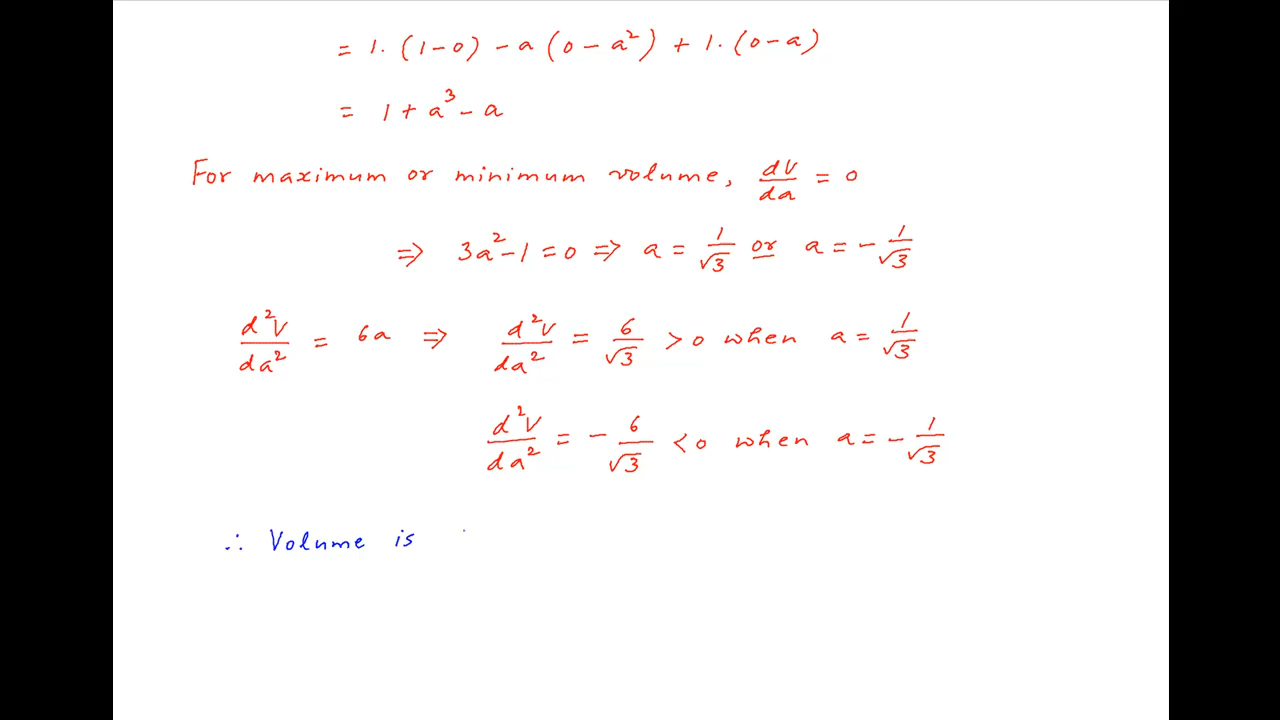 = 1. (1-0) - a (0 - a²) + 1. (0-a)
= 1 + a³ - a
For maximum or minimum volume, dV/da = 0
⇒ 3a² - 1 = 0 ⇒ a = 1/√3 or a = - 1/√3
d²V/da² = 6a ⇒ d²V/da² = 6/√3 > 0 when a = 1/√3
d²V/da² = - 6/√3 < 0 when a = - 1/√3
∴ Volume is